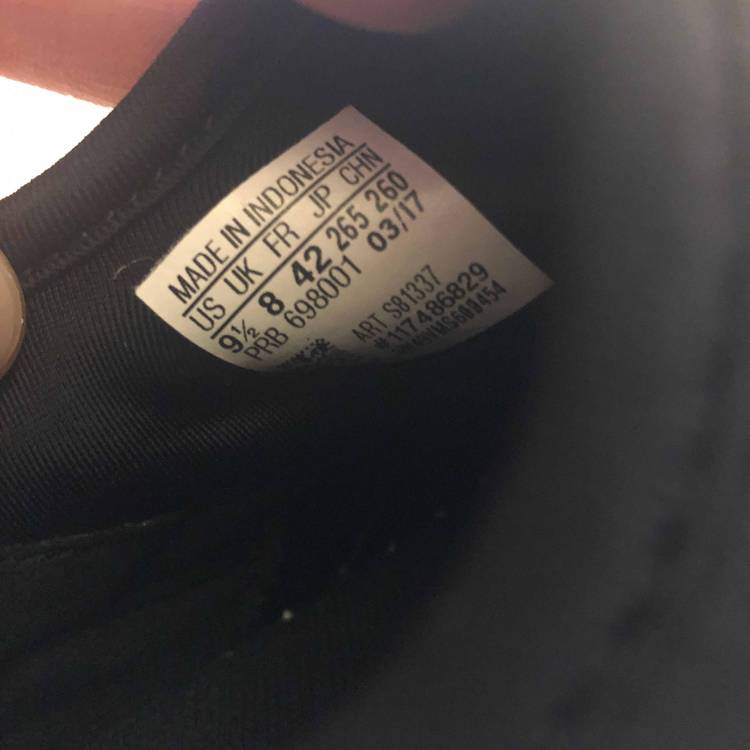 MADE IN INDONESIA
US UK FR JP CHN
9½ 8 42 265 260
PRB 698001 03/17
ART S81337
#117486829